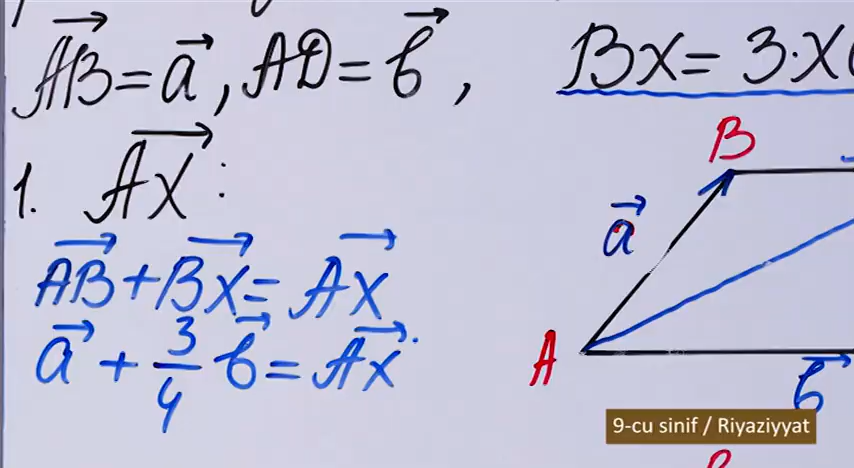 AB = a, AD = b,
BX = 3·X
1. AX:
AB + BX = AX
a + 3/4 b = AX
B
a
A
b
9-cu sinif / Riyaziyyat